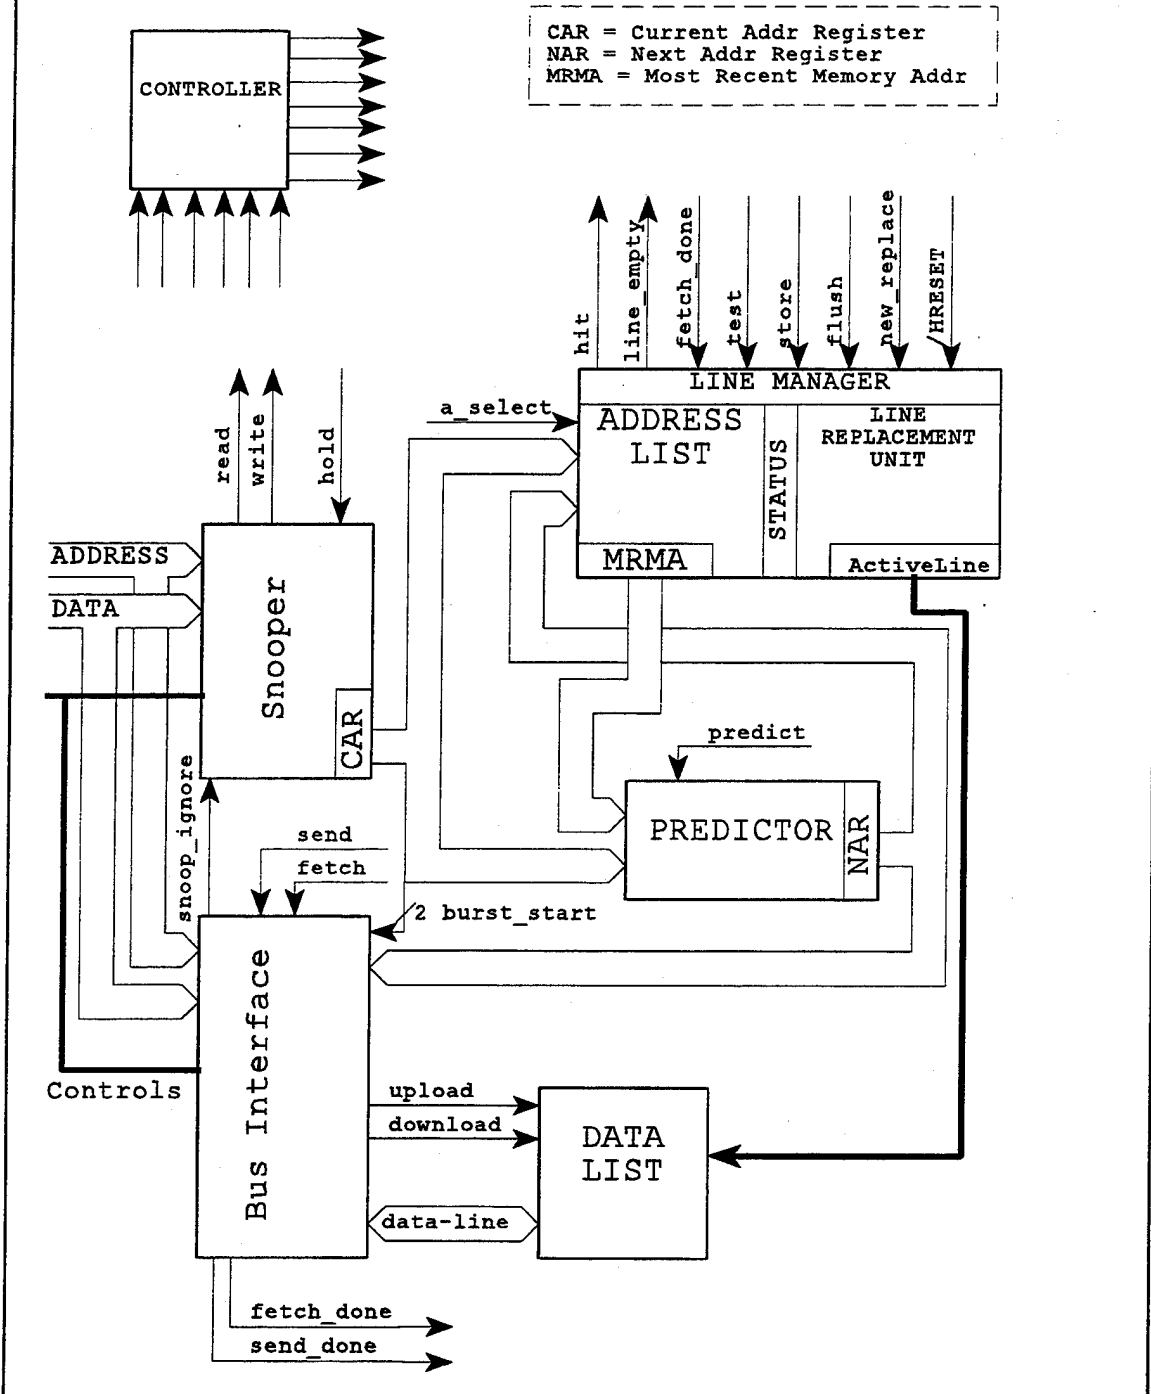 CAR = Current Addr Register
NAR = Next Addr Register
MRMA = Most Recent Memory Addr
CONTROLLER
hit
line_empty
fetch_done
test
store
flush
new_replace
/HRESET
LINE MANAGER
a_select
ADDRESS
LIST
STATUS
LINE
REPLACEMENT
UNIT
MRMA
ActiveLine
read
write
hold
ADDRESS
DATA
Snooper
CAR
predict
PREDICTOR
NAR
snoop_ignore
send
fetch
2 burst_start
Bus Interface
Controls
upload
download
DATA
LIST
data-line
fetch_done
send_done